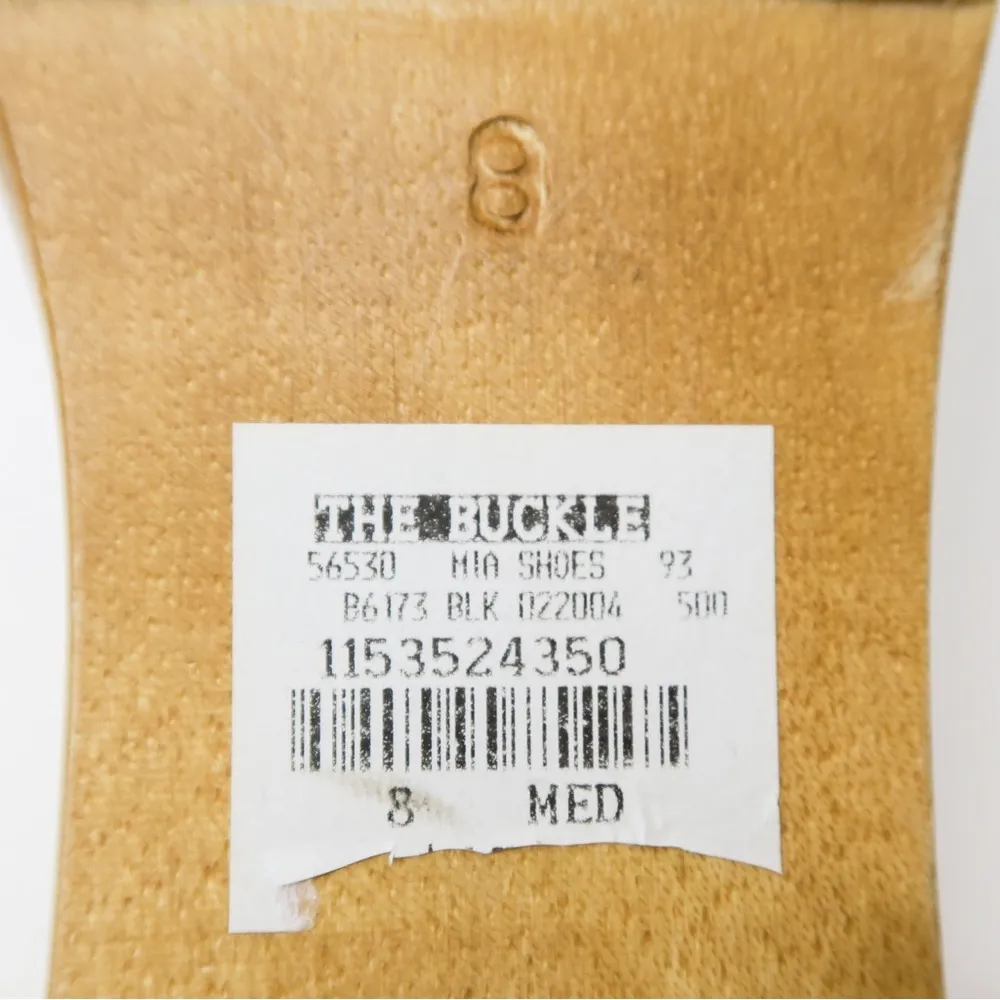 8
THE BUCKLE
56530 MIA SHOES 93
B6173 BLK 022004 500
1153524350
8 MED